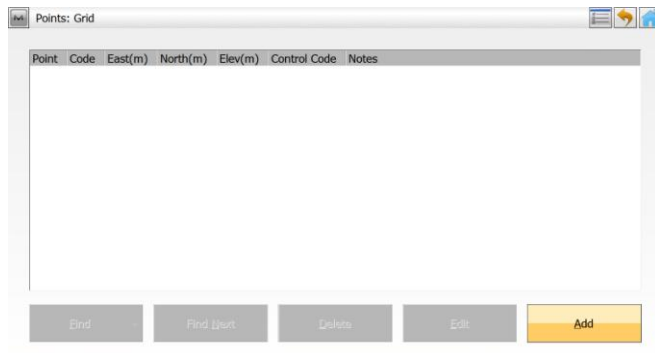 Points: Grid
Point Code East(m) North(m) Elev(m) Control Code Notes
Find Find Next Delete Edit Add